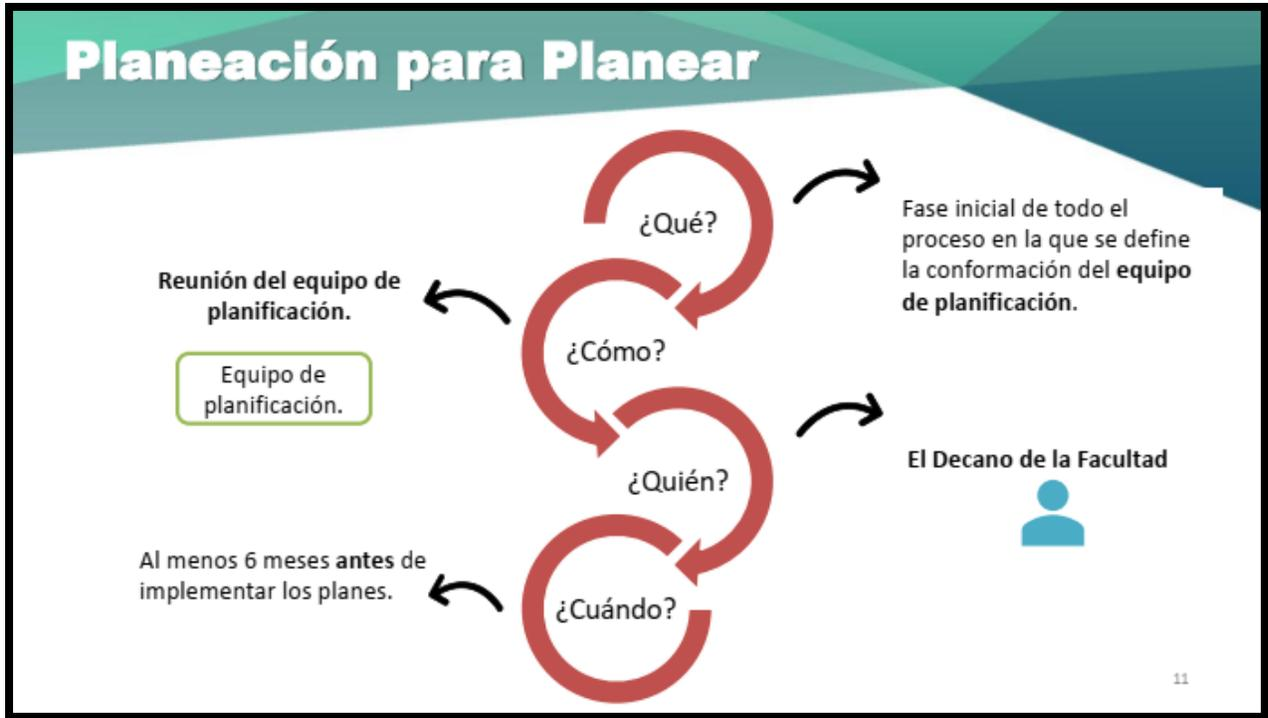 Planeación para Planear
¿Qué?
Fase inicial de todo el
proceso en la que se define
la conformación del equipo
de planificación.
Reunión del equipo de
planificación.
Equipo de
planificación.
¿Cómo?
¿Quién?
El Decano de la Facultad
Al menos 6 meses antes de
implementar los planes.
¿Cuándo?
11